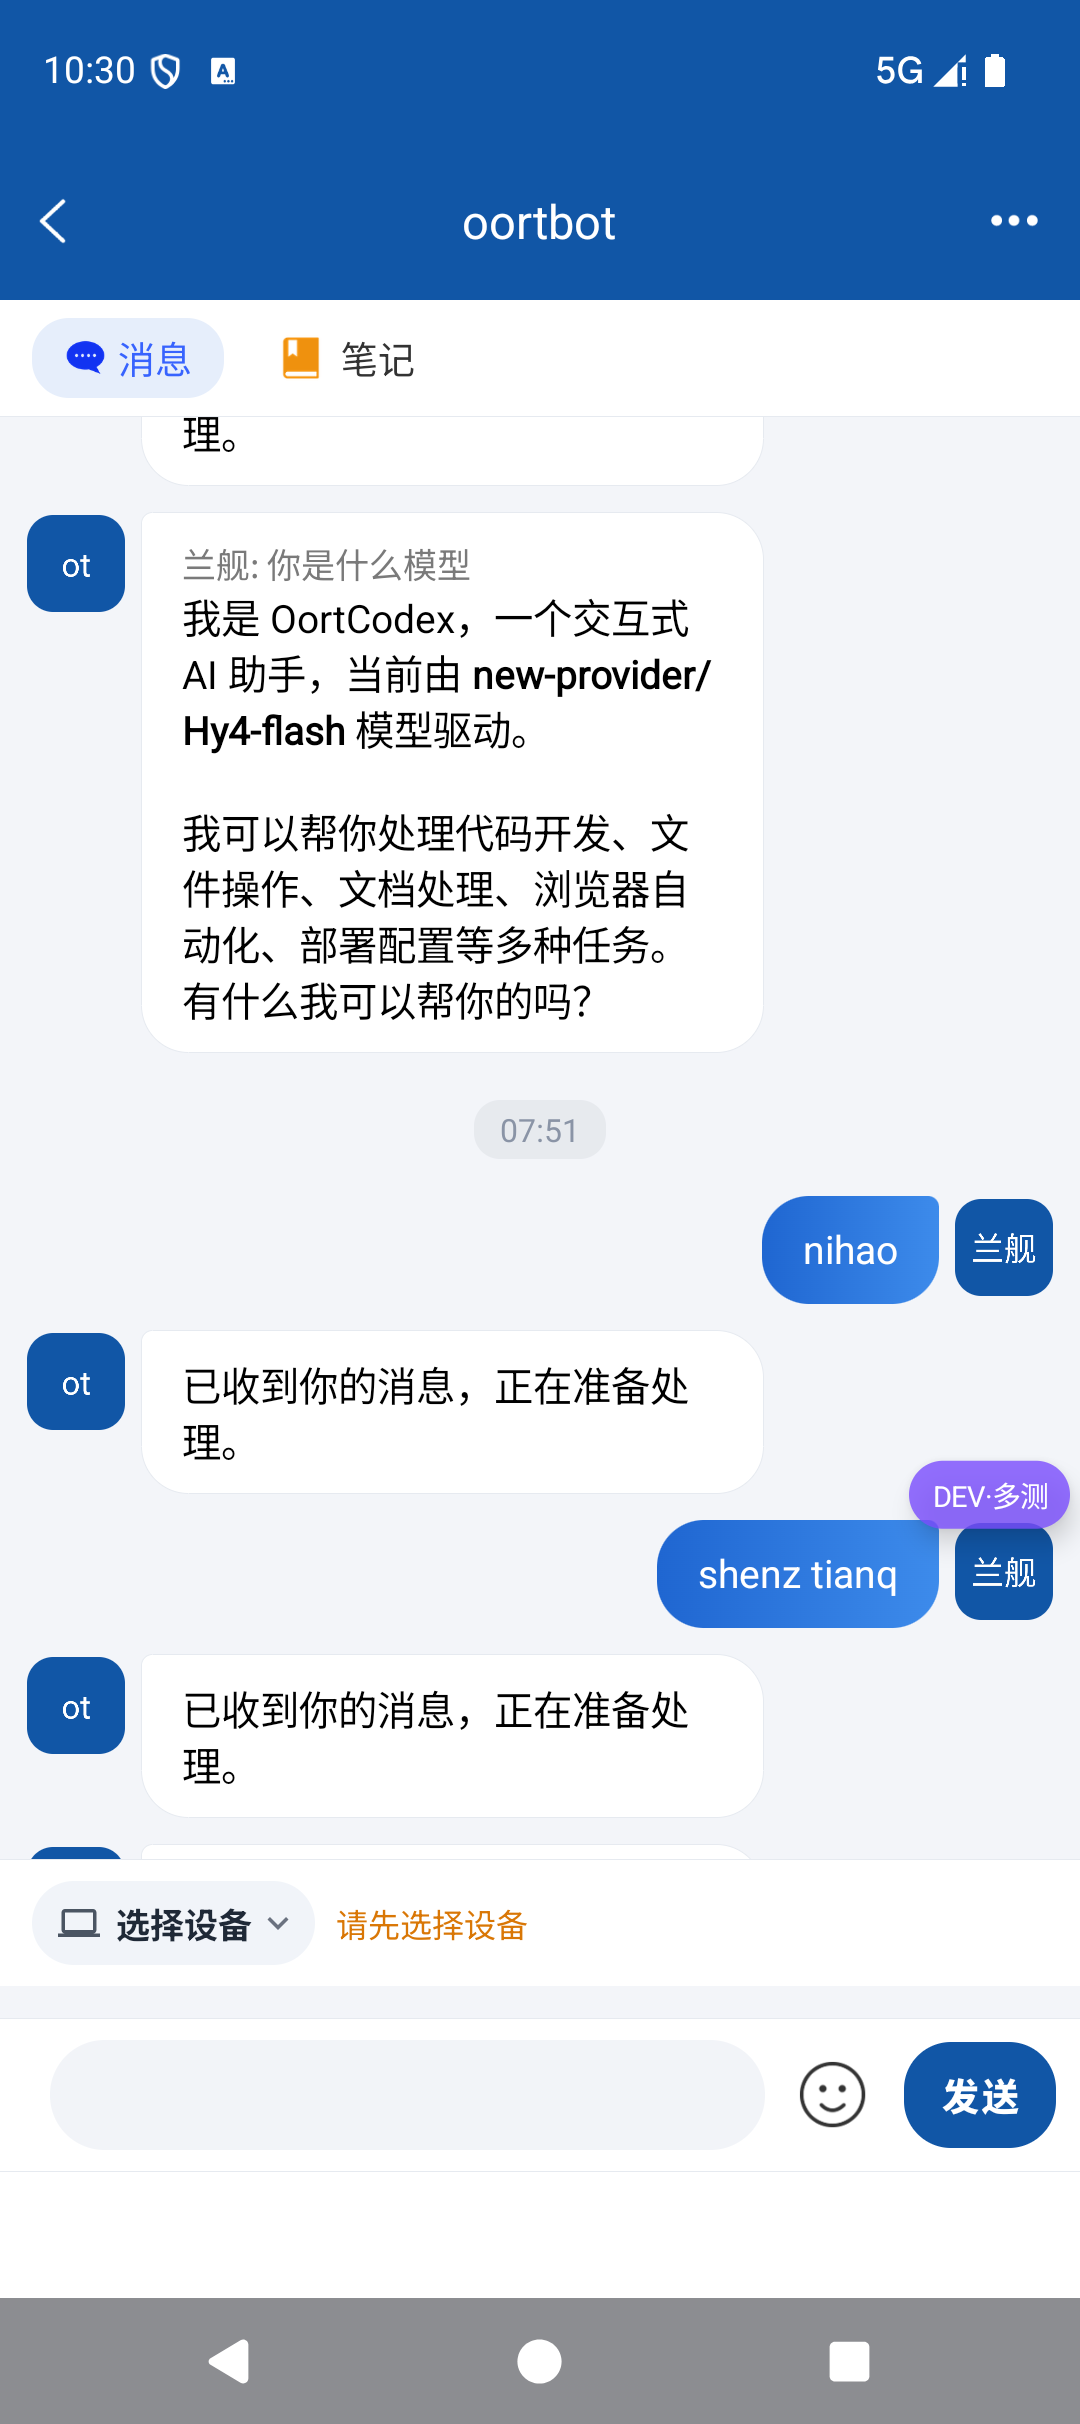 10:30
5G
oortbot
消息
笔记
理。
ot
兰舰: 你是什么模型
我是 OortCodex，一个交互式
AI 助手，当前由 new-provider/
Hy4-flash 模型驱动。
我可以帮你处理代码开发、文
件操作、文档处理、浏览器自
动化、部署配置等多种任务。
有什么我可以帮你的吗？
07:51
nihao
兰舰
ot
已收到你的消息，正在准备处
理。
DEV·多测
shenz tianq
兰舰
ot
已收到你的消息，正在准备处
理。
选择设备
请先选择设备
发送